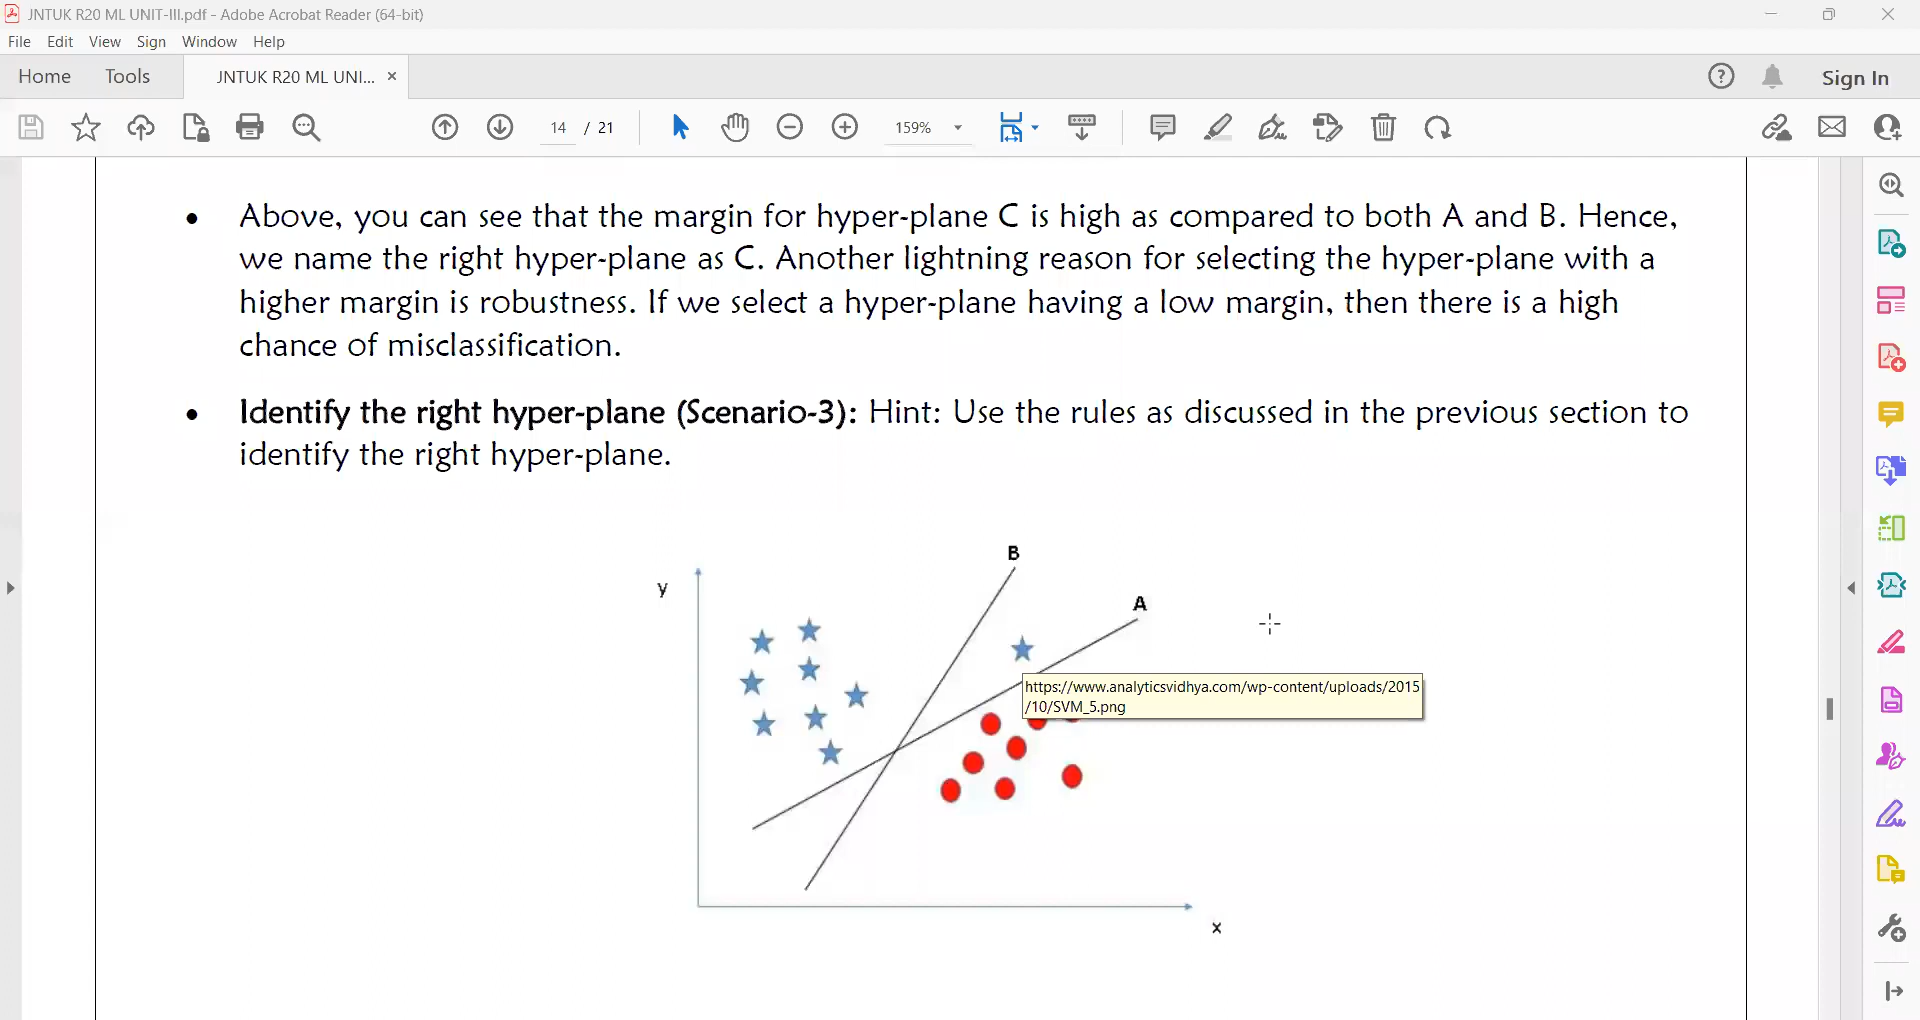 JNTUK R20 ML UNIT-III.pdf - Adobe Acrobat Reader (64-bit)
File Edit View Sign Window Help
Home Tools JNTUK R20 ML UNI... × Sign In
14 / 21 159%
• Above, you can see that the margin for hyper-plane C is high as compared to both A and B. Hence,
we name the right hyper-plane as C. Another lightning reason for selecting the hyper-plane with a
higher margin is robustness. If we select a hyper-plane having a low margin, then there is a high
chance of misclassification.
• Identify the right hyper-plane (Scenario-3): Hint: Use the rules as discussed in the previous section to
identify the right hyper-plane.
B
y
A
https://www.analyticsvidhya.com/wp-content/uploads/2015
/10/SVM_5.png
x